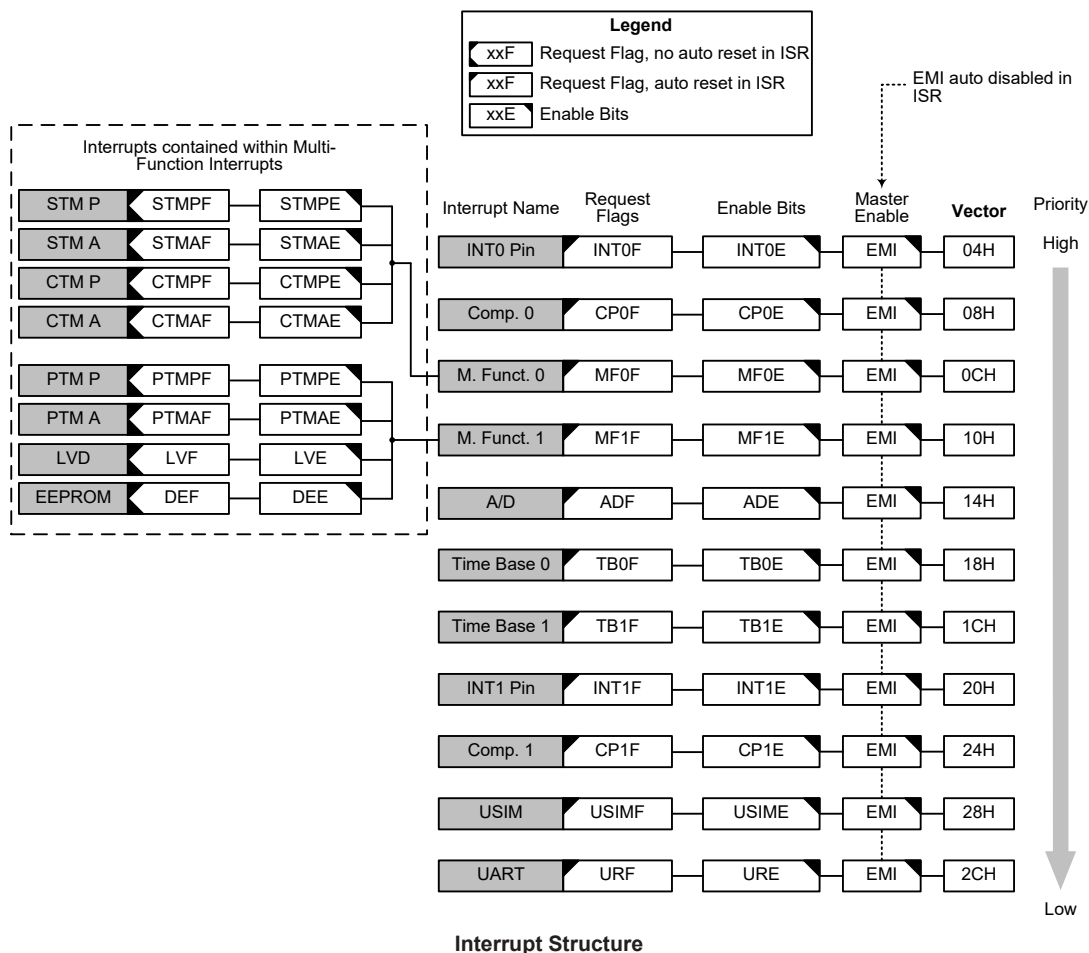 Legend
xxF Request Flag, no auto reset in ISR
xxF Request Flag, auto reset in ISR
xxE Enable Bits
EMI auto disabled in
ISR
Interrupts contained within Multi-
Function Interrupts
STM P STMPF STMPE
STM A STMAF STMAE
CTM P CTMPF CTMPE
CTM A CTMAF CTMAE
PTM P PTMPF PTMPE
PTM A PTMAF PTMAE
LVD LVF LVE
EEPROM DEF DEE
Interrupt Name Request Flags Enable Bits Master Enable Vector Priority
INT0 Pin INT0F INT0E EMI 04H High
Comp. 0 CP0F CP0E EMI 08H
M. Funct. 0 MF0F MF0E EMI 0CH
M. Funct. 1 MF1F MF1E EMI 10H
A/D ADF ADE EMI 14H
Time Base 0 TB0F TB0E EMI 18H
Time Base 1 TB1F TB1E EMI 1CH
INT1 Pin INT1F INT1E EMI 20H
Comp. 1 CP1F CP1E EMI 24H
USIM USIMF USIME EMI 28H
UART URF URE EMI 2CH
Low
Interrupt Structure